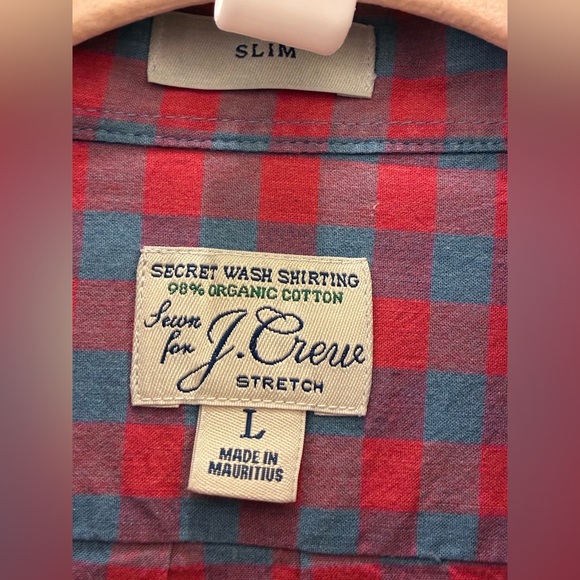 SLIM
SECRET WASH SHIRTING
98% ORGANIC COTTON
Sewn
for J.Crew
STRETCH
L
MADE IN
MAURITIUS